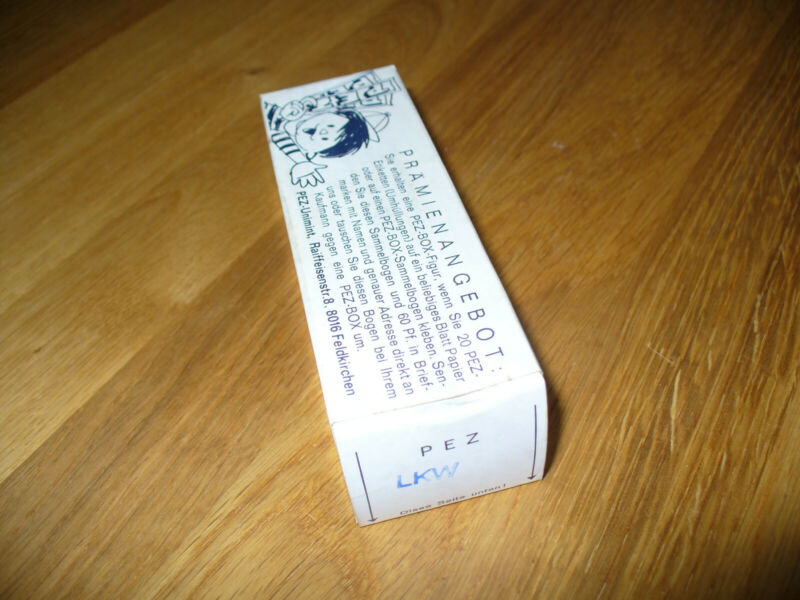 PRÄMIENANGEBOT:
Sie erhalten eine PEZ-BOX-Figur, wenn Sie 20 PEZ-
Etiketten (Umhüllungen) auf ein beliebiges Blatt Papier
oder auf einen PEZ-BOX-Sammelbogen kleben. Sen-
den Sie diesen Sammelbogen und 60 Pf. in Brief-
marken mit Namen und genauer Adresse direkt an
uns oder tauschen Sie diesen Bogen bei Ihrem
Kaufmann gegen eine PEZ-BOX um.
PEZ-Unimint, Raiffeisenstr. 8, 8016 Feldkirchen
PEZ
LKW
Diese Seite unten!